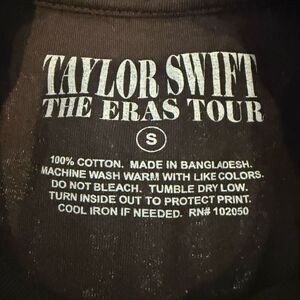 TAYLOR SWIFT
THE ERAS TOUR
S
100% COTTON. MADE IN BANGLADESH.
MACHINE WASH WARM WITH LIKE COLORS.
DO NOT BLEACH. TUMBLE DRY LOW.
TURN INSIDE OUT TO PROTECT PRINT.
COOL IRON IF NEEDED. RN# 102050